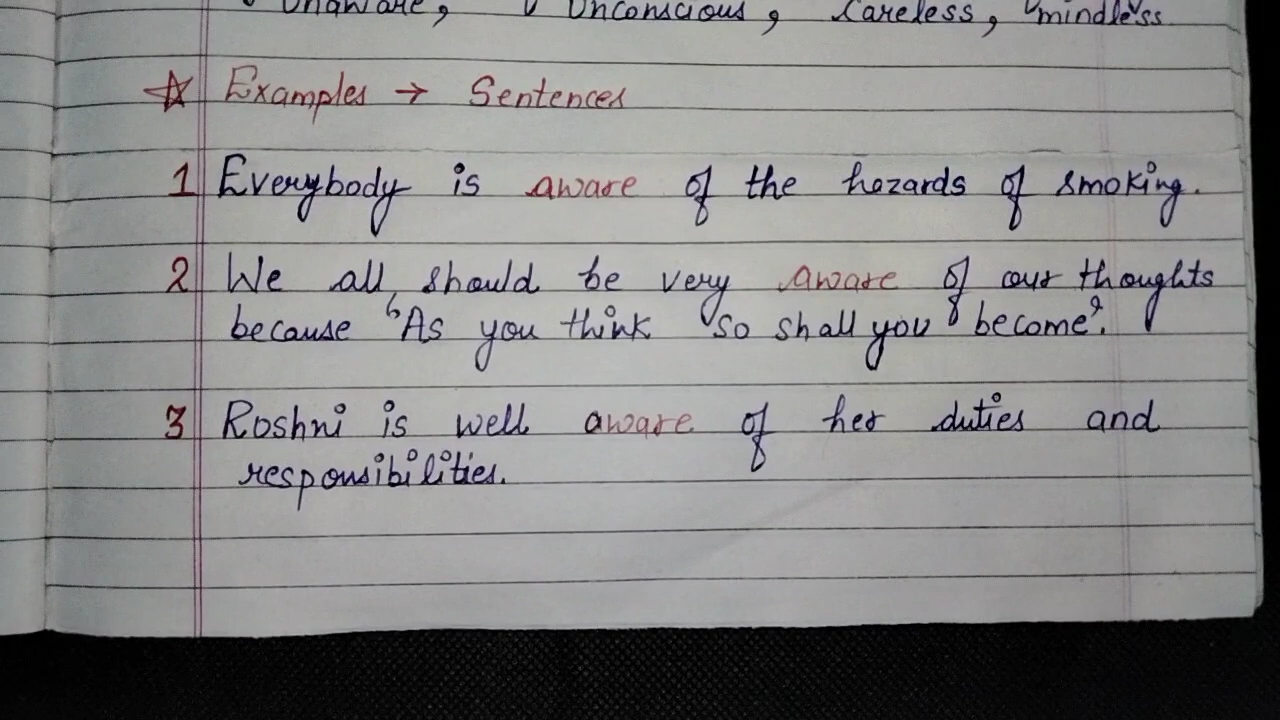 Unaware, Unconscious, Careless, mindless
☆ Examples → Sentences
1 Everybody is aware of the hazards of smoking.
2 We all should be very aware of our thoughts
because 'As you think so shall you become'.
3 Roshni is well aware of her duties and
responsibilities.